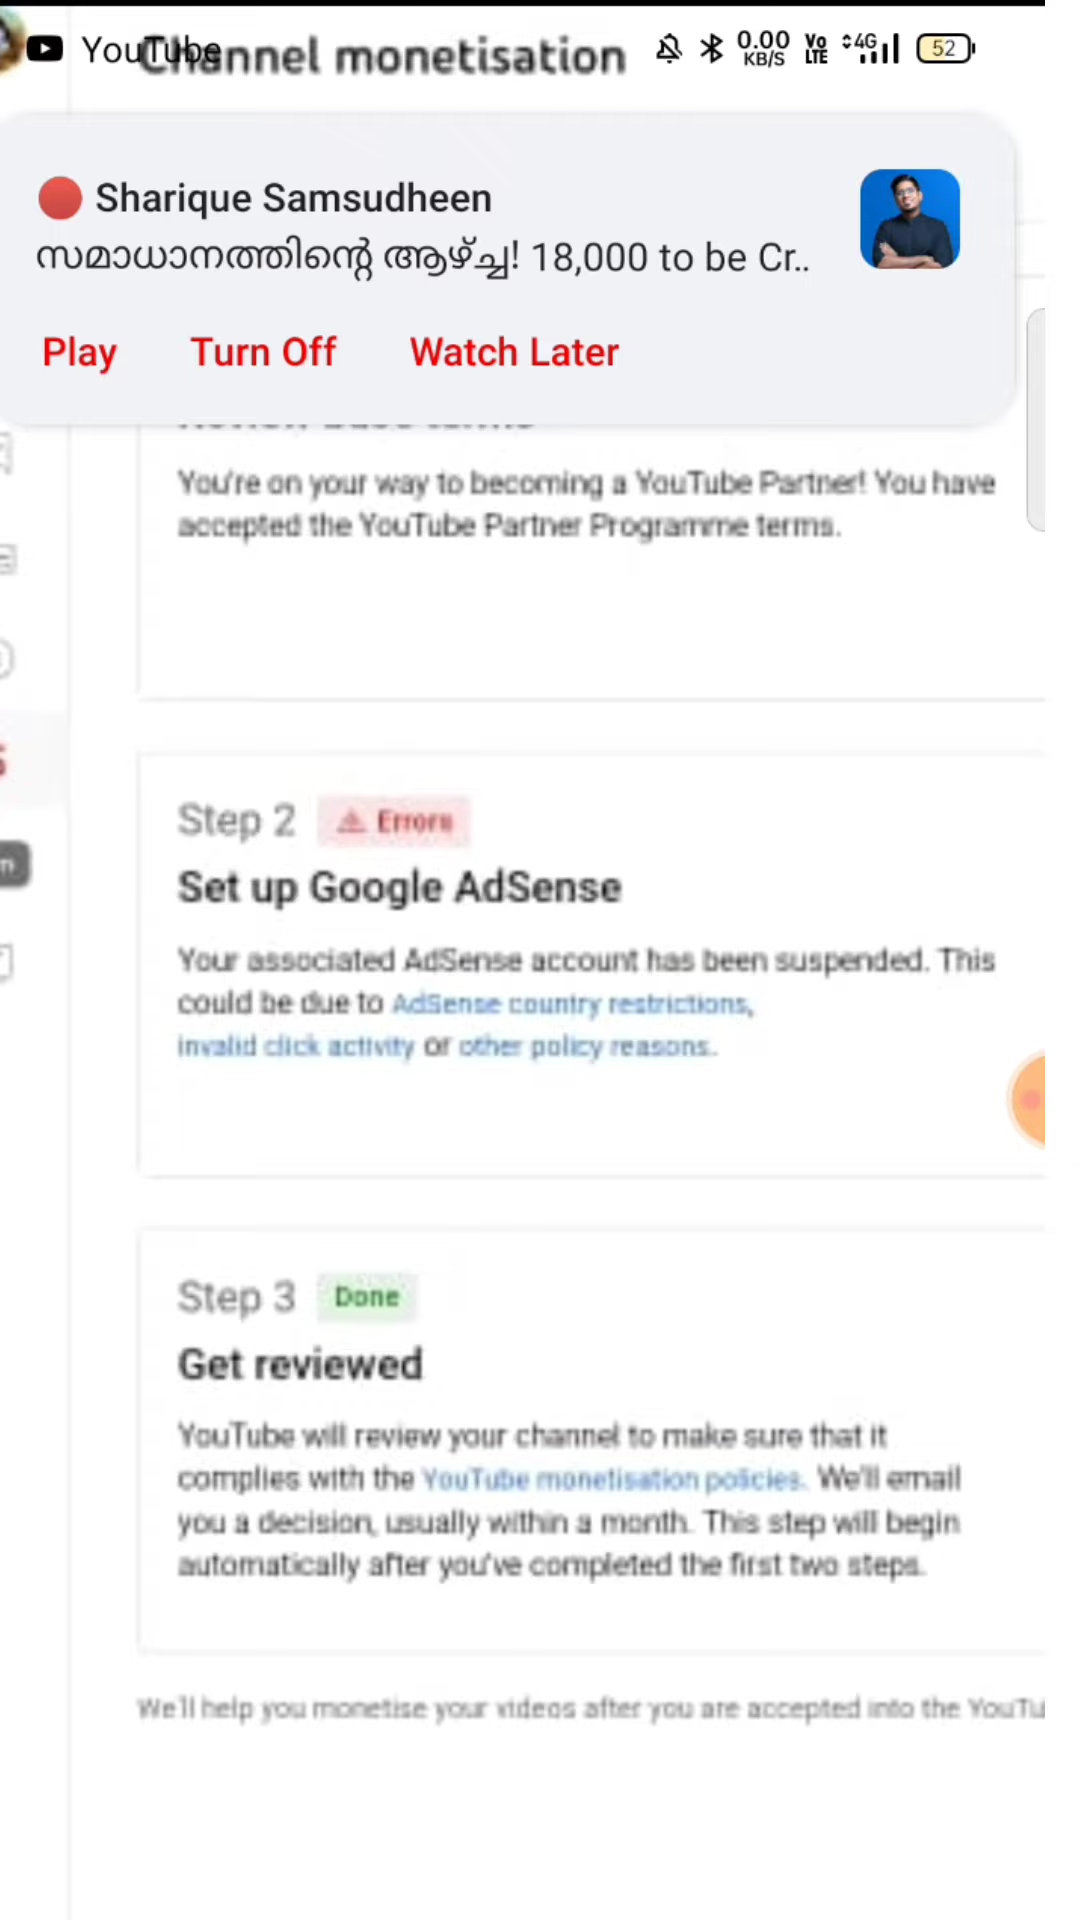 YouTube
Channel monetisation
0.00
KB/S
Vo
LTE
4G
52
Sharique Samsudheen
സമാധാനത്തിന്റെ ആഴ്ച്ച! 18,000 to be Cr..
Play Turn Off Watch Later
You're on your way to becoming a YouTube Partner! You have
accepted the YouTube Partner Programme terms.
Step 2 Errors
Set up Google AdSense
Your associated AdSense account has been suspended. This
could be due to AdSense country restrictions,
invalid click activity or other policy reasons.
Step 3 Done
Get reviewed
YouTube will review your channel to make sure that it
complies with the YouTube monetisation policies. We'll email
you a decision, usually within a month. This step will begin
automatically after you've completed the first two steps.
We'll help you monetise your videos after you are accepted into the YouTu